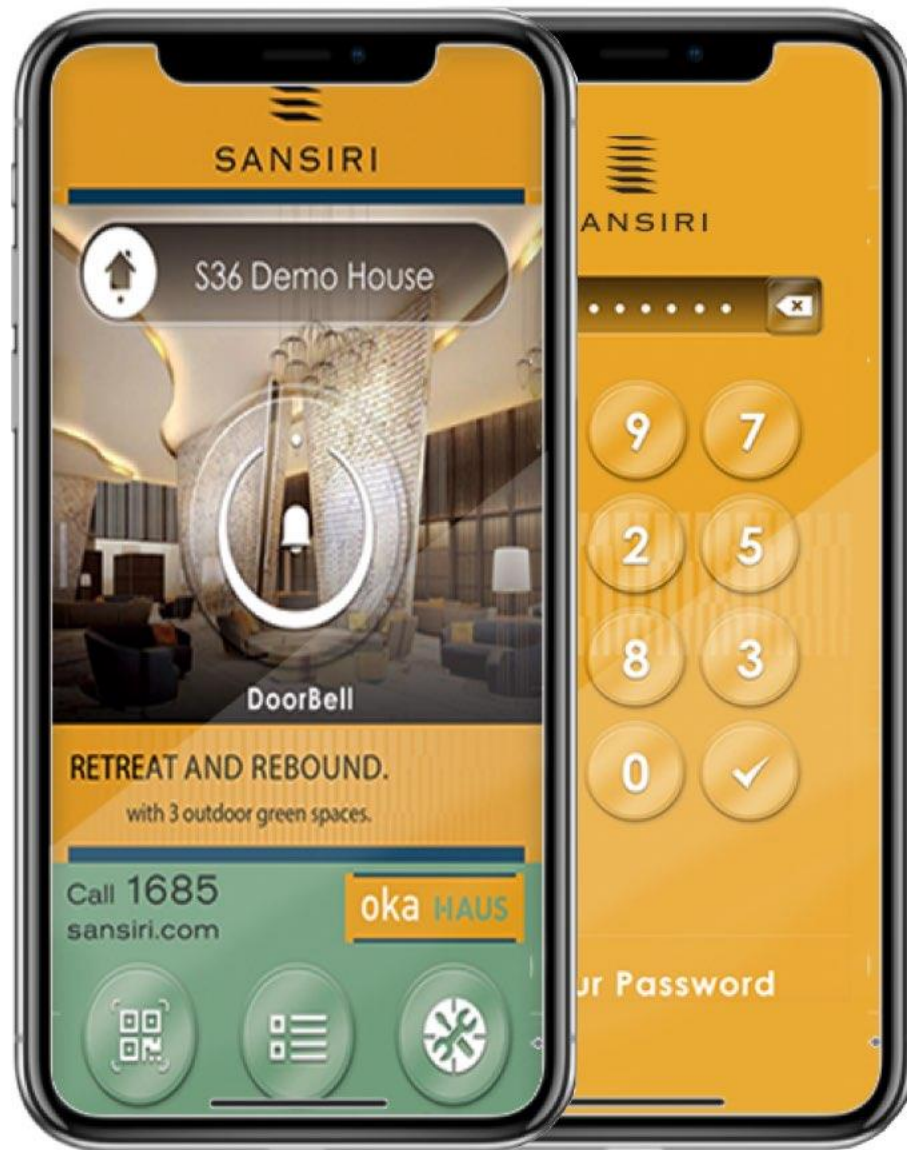 SANSIRI
S36 Demo House
DoorBell
RETREAT AND REBOUND.
with 3 outdoor green spaces.
Call 1685
sansiri.com
oka HAUS
ANSIRI
9 7
2 5
8 3
0
ur Password